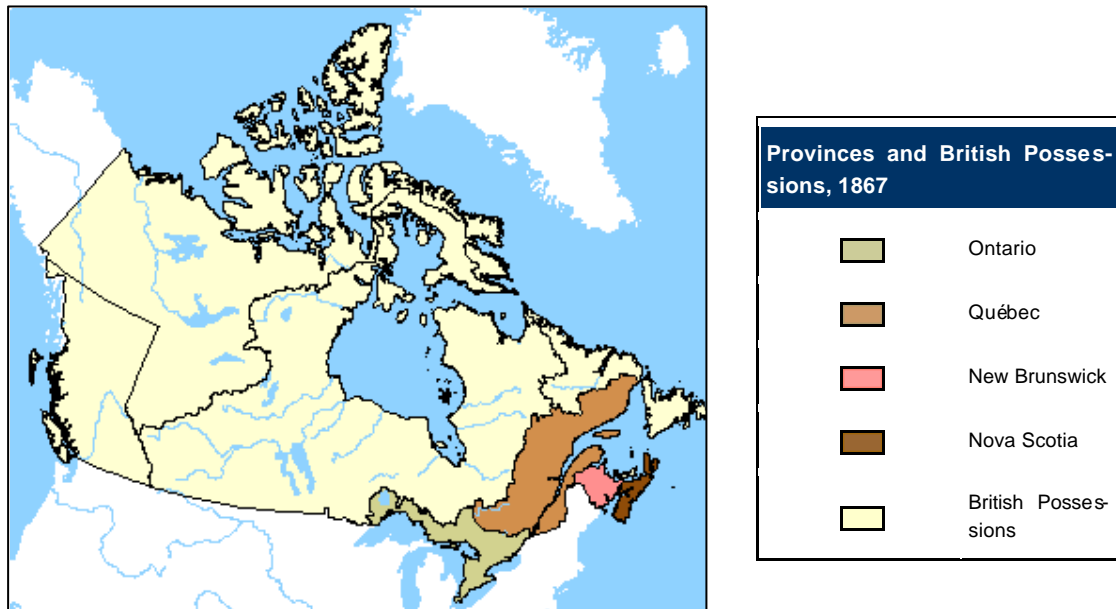 Provinces and British Posses-
sions, 1867
Ontario
Québec
New Brunswick
Nova Scotia
British Posses-
sions